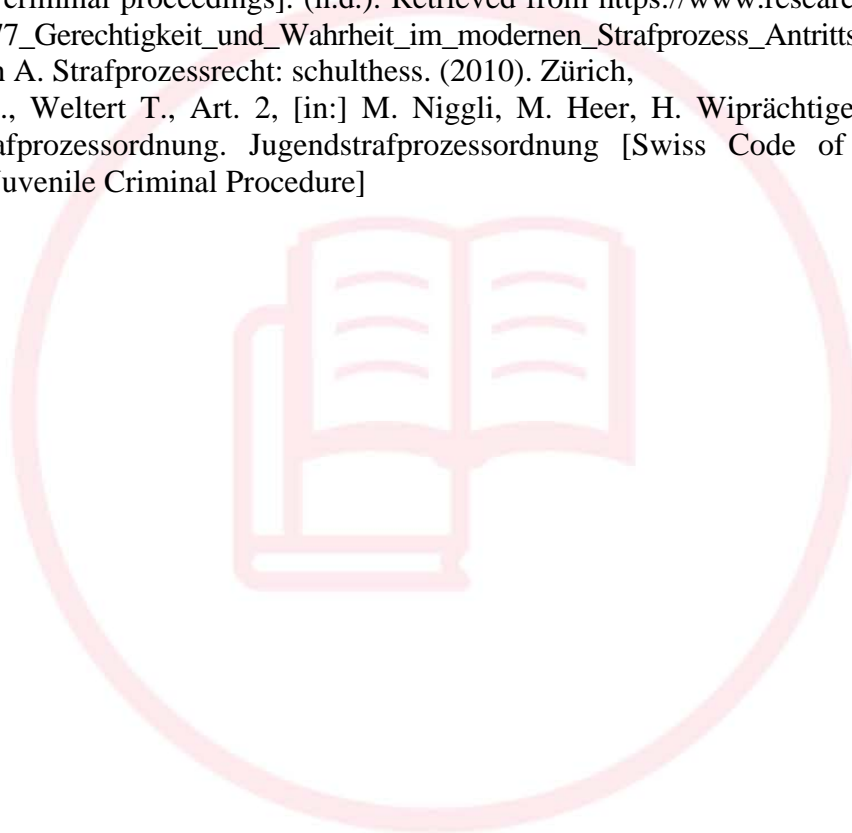 criminal proceedings]. (n.d.). Retrieved from https://www.researc
77_Gerechtigkeit_und_Wahrheit_im_modernen_Strafprozess_Antritts
A. Strafprozessrecht: schulthess. (2010). Zürich,
., Weltert T., Art. 2, [in:] M. Niggli, M. Heer, H. Wiprächtige
afprozessordnung. Jugendstrafprozessordnung [Swiss Code of
Juvenile Criminal Procedure]